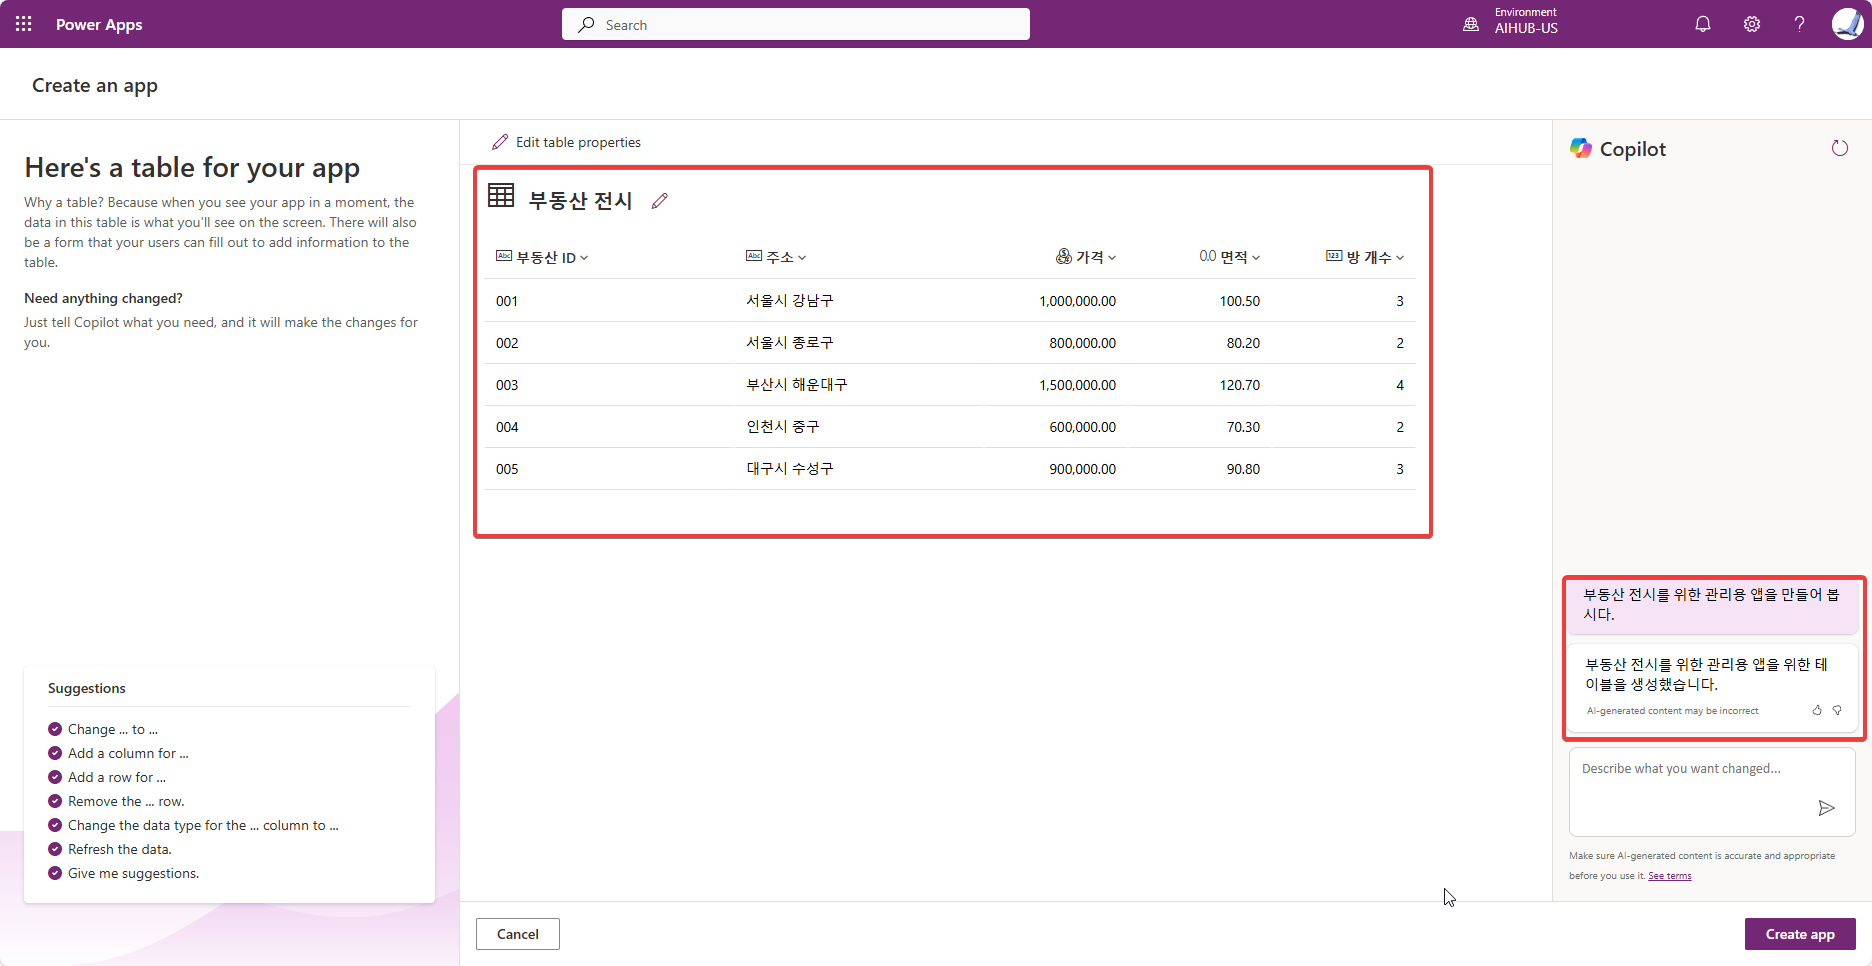 Power Apps
Search
Environment
AIHUB-US
Create an app
Here's a table for your app
Why a table? Because when you see your app in a moment, the
data in this table is what you'll see on the screen. There will also
be a form that your users can fill out to add information to the
table.
Need anything changed?
Just tell Copilot what you need, and it will make the changes for
you.
Suggestions
Change ... to ...
Add a column for ...
Add a row for ...
Remove the ... row.
Change the data type for the ... column to ...
Refresh the data.
Give me suggestions.
Edit table properties
부동산 전시
Abc 부동산 ID Abc 주소 가격 0.0 면적 123 방 개수
001 서울시 강남구 1,000,000.00 100.50 3
002 서울시 종로구 800,000.00 80.20 2
003 부산시 해운대구 1,500,000.00 120.70 4
004 인천시 중구 600,000.00 70.30 2
005 대구시 수성구 900,000.00 90.80 3
Cancel
Copilot
부동산 전시를 위한 관리용 앱을 만들어 봅
시다.
부동산 전시를 위한 관리용 앱을 위한 테
이블을 생성했습니다.
AI-generated content may be incorrect
Describe what you want changed...
Make sure AI-generated content is accurate and appropriate
before you use it. See terms
Create app